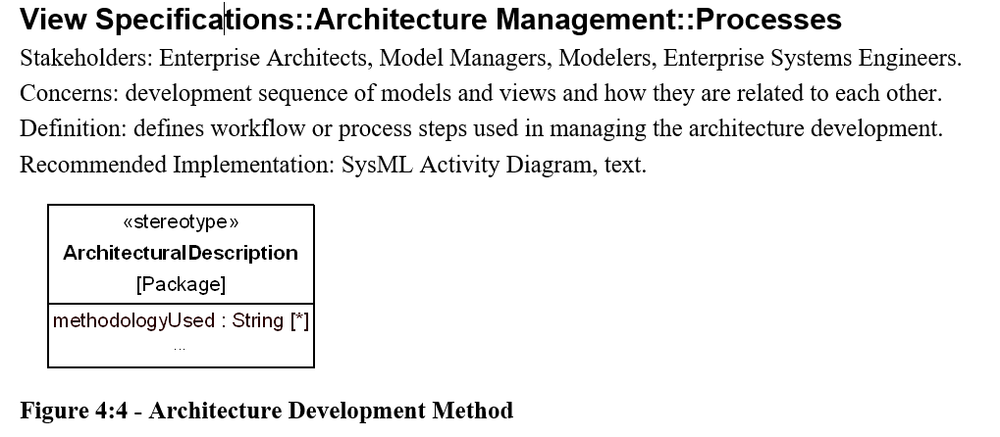 View Specifications::Architecture Management::Processes
Stakeholders: Enterprise Architects, Model Managers, Modelers, Enterprise Systems Engineers.
Concerns: development sequence of models and views and how they are related to each other.
Definition: defines workflow or process steps used in managing the architecture development.
Recommended Implementation: SysML Activity Diagram, text.
«stereotype»
ArchitecturalDescription
[Package]
methodologyUsed : String [*]
...
Figure 4:4 - Architecture Development Method